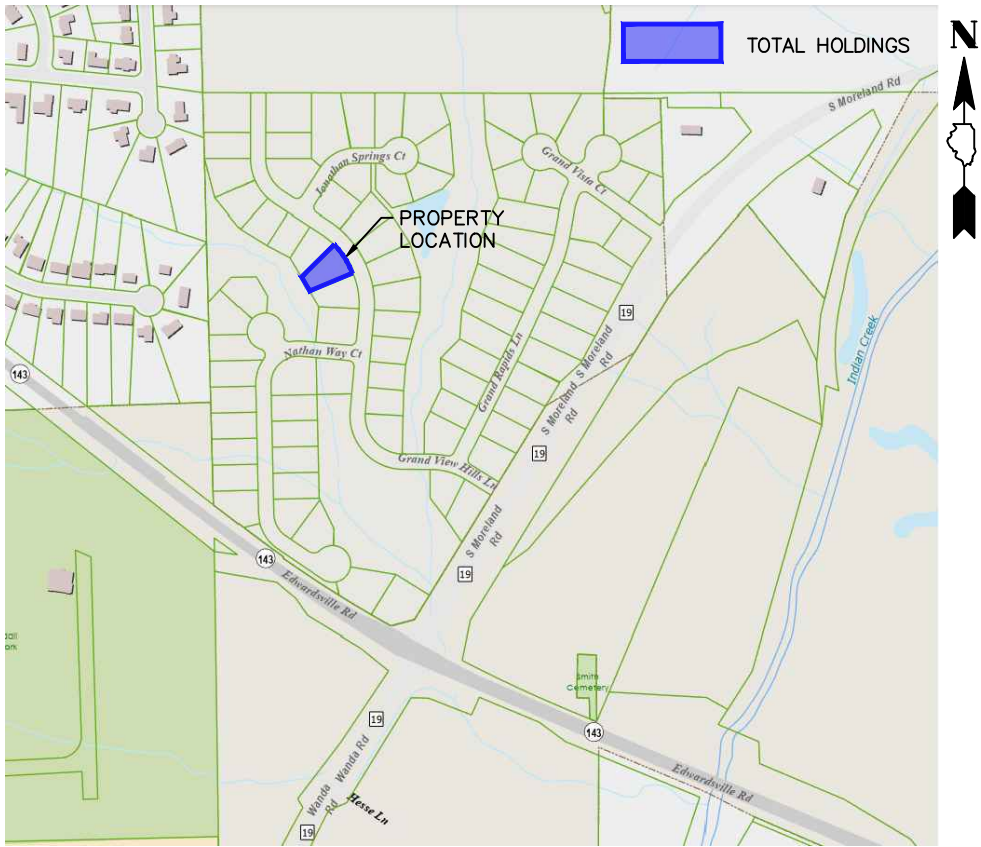 TOTAL HOLDINGS
N
S Moreland Rd
Jonathan Springs Ct
Grand Vista Ct
PROPERTY
LOCATION
19
Indian Creek
S Moreland
Rd
Grand Rapids Ln
Nathan Way Ct
143
S Moreland
Rd
19
Grand View Hills Ln
S Moreland
Rd
143
19
Edwardsville Rd
Smith
Cemetery
19
143
Wanda Rd
Wanda
Rd
Edwardsville Rd
Hesse Ln
19